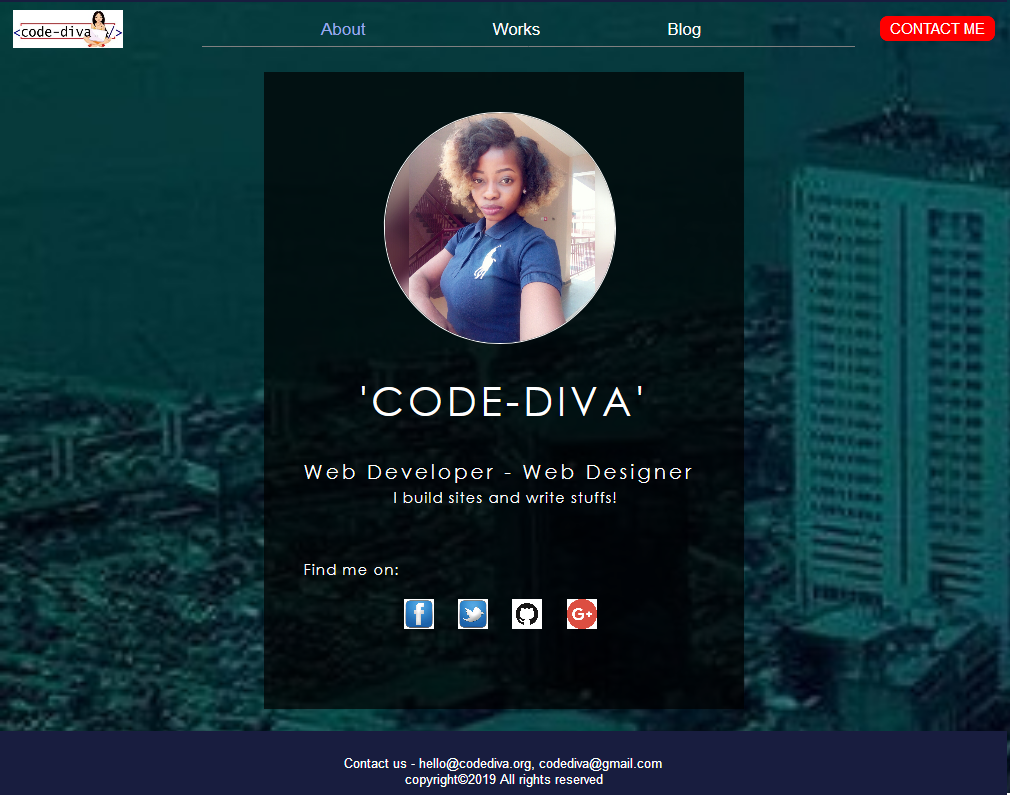 <code-diva/>
About Works Blog CONTACT ME
'CODE-DIVA'
Web Developer - Web Designer
I build sites and write stuffs!
Find me on:
f G+
Contact us - hello@codediva.org, codediva@gmail.com
copyright©2019 All rights reserved